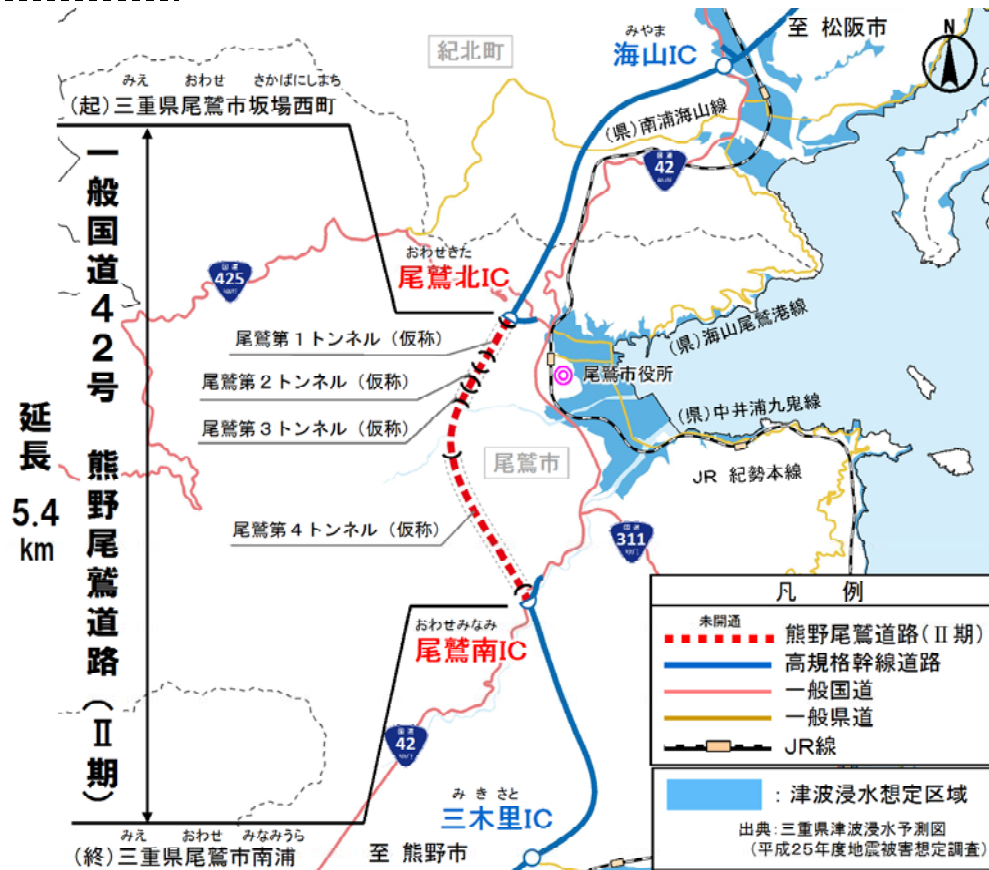 紀北町
みやま
海山IC
至 松阪市
N
みえ おわせ さかばにしまち
(起)三重県尾鷲市坂場西町
(県)南浦海山線
国道
42
ROUTE
一般国道42号 熊野尾鷲道路(Ⅱ期)
延長
5.4
km
国道
425
ROUTE
おわせきた
尾鷲北IC
尾鷲第1トンネル(仮称)
尾鷲第2トンネル(仮称)
尾鷲第3トンネル(仮称)
尾鷲第4トンネル(仮称)
(県)海山尾鷲港線
尾鷲市役所
(県)中井浦九鬼線
尾鷲市
JR 紀勢本線
国道
311
ROUTE
おわせみなみ
尾鷲南IC
国道
42
ROUTE
みきさと
三木里IC
至 熊野市
みえ おわせ みなみうら
(終)三重県尾鷲市南浦
凡 例
未開通
熊野尾鷲道路(Ⅱ期)
高規格幹線道路
一般国道
一般県道
JR線
:津波浸水想定区域
出典:三重県津波浸水予測図
(平成25年度地震被害想定調査)